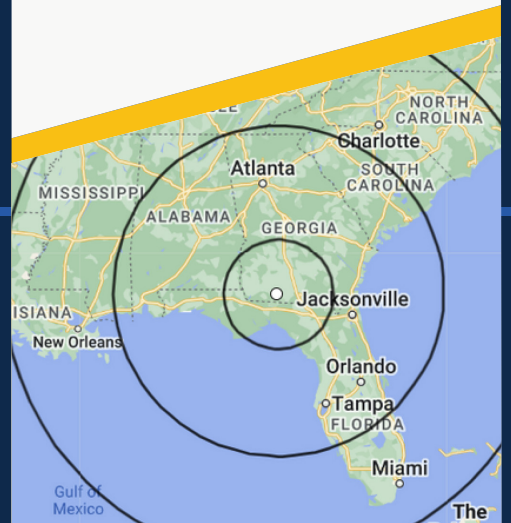 NORTH
CAROLINA
Charlotte
Atlanta
SOUTH
CAROLINA
MISSISSIPPI
ALABAMA
GEORGIA
Jacksonville
ISIANA
New Orleans
Orlando
Tampa
FLORIDA
Miami
Gulf of
Mexico
The